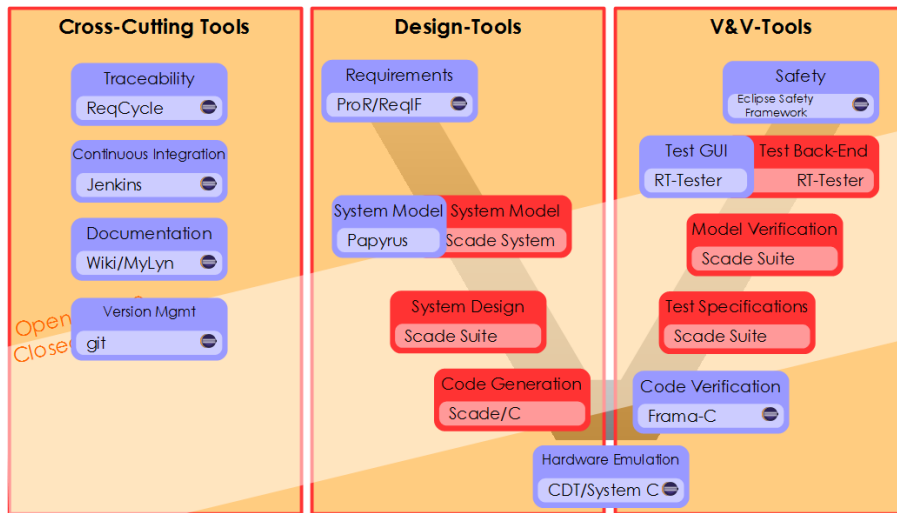 Cross-Cutting Tools
Traceability
ReqCycle
Continuous Integration
Jenkins
Documentation
Wiki/MyLyn
Version Mgmt
git
Open
Closed
Design-Tools
Requirements
ProR/ReqIF
System Model
Papyrus
System Model
Scade System
System Design
Scade Suite
Code Generation
Scade/C
Hardware Emulation
CDT/System C
V&V-Tools
Safety
Eclipse Safety
Framework
Test GUI
RT-Tester
Test Back-End
RT-Tester
Model Verification
Scade Suite
Test Specifications
Scade Suite
Code Verification
Frama-C